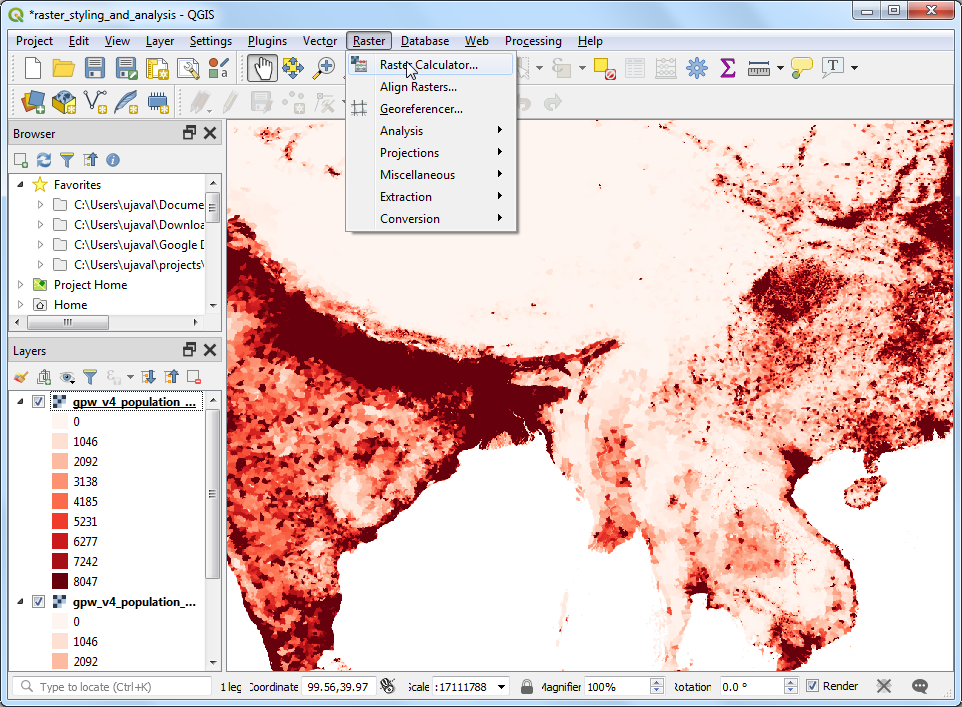 *raster_styling_and_analysis - QGIS
Project Edit View Layer Settings Plugins Vector Raster Database Web Processing Help
Raster Calculator...
Align Rasters...
Georeferencer...
Analysis
Projections
Miscellaneous
Extraction
Conversion
Browser
Favorites
C:\Users\ujaval\Docume
C:\Users\ujaval\Downloa
C:\Users\ujaval\Google D
C:\Users\ujaval\projects\
Project Home
Home
Layers
gpw_v4_population_...
0
1046
2092
3138
4185
5231
6277
7242
8047
gpw_v4_population_...
0
1046
2092
Type to locate (Ctrl+K) 1 leg Coordinate 99.56,39.97 Scale :17111788 Magnifier 100% Rotation 0.0 ° Render